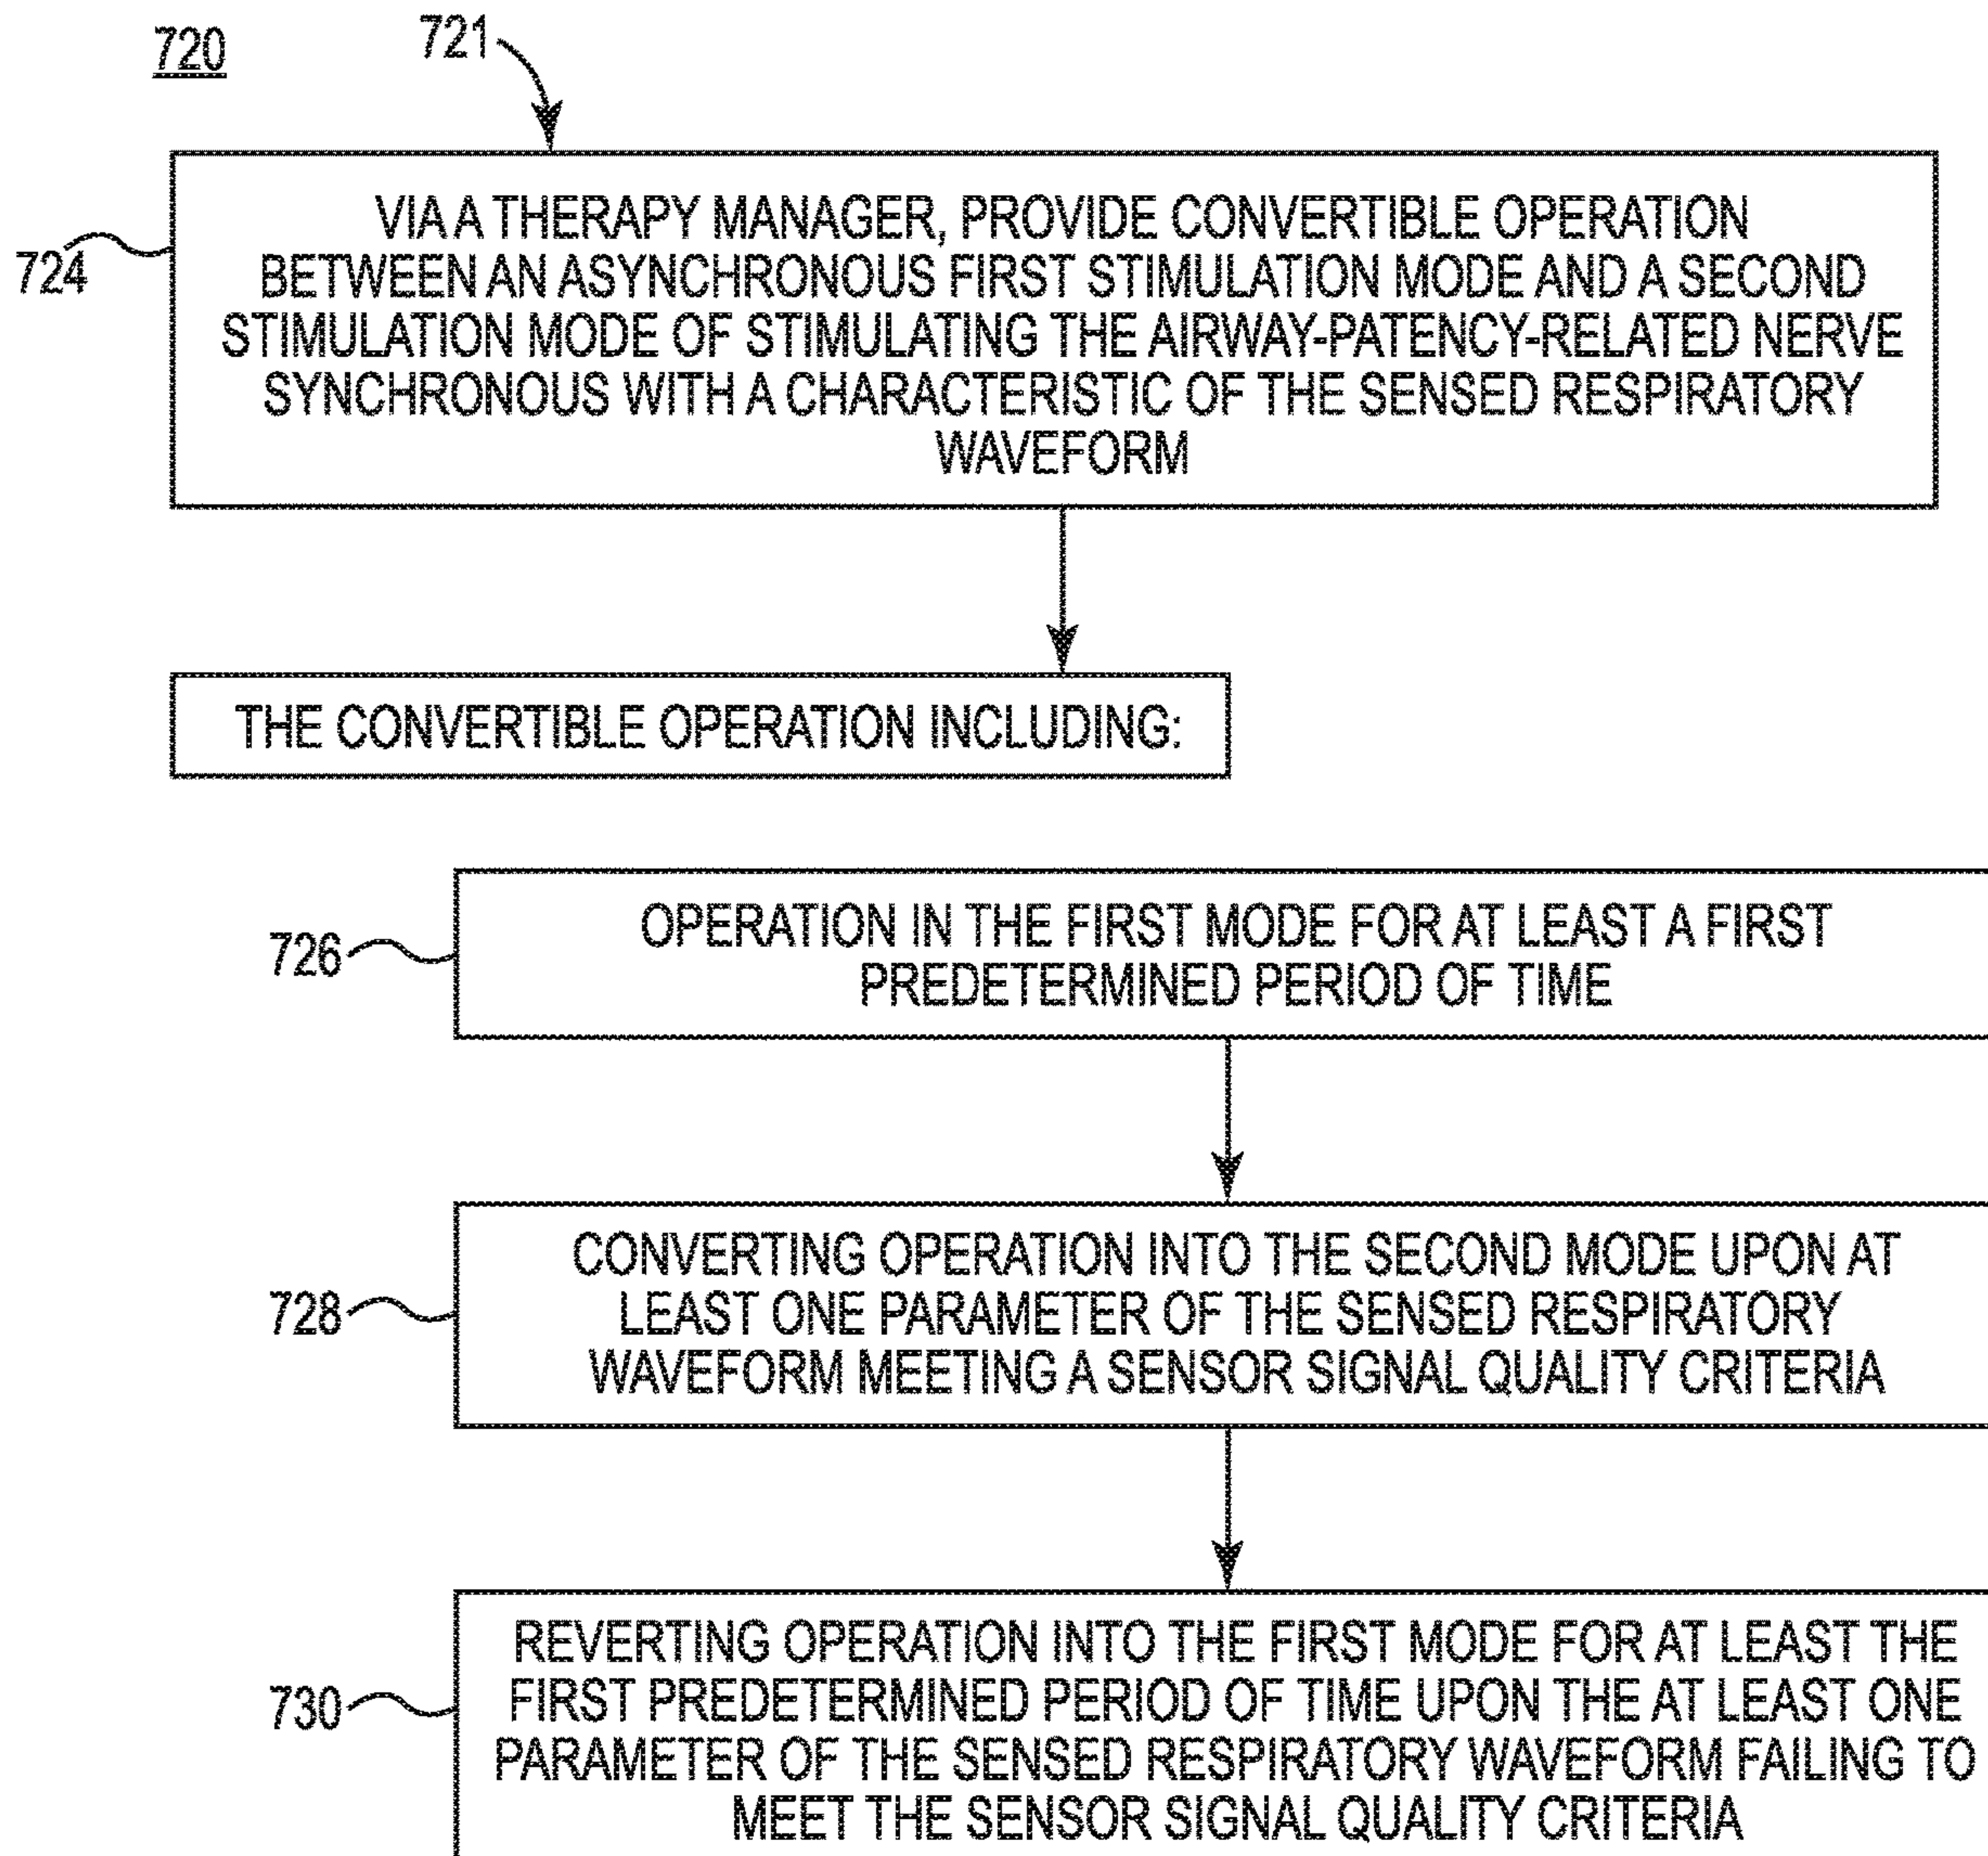 720
721
724
VIA A THERAPY MANAGER, PROVIDE CONVERTIBLE OPERATION
BETWEEN AN ASYNCHRONOUS FIRST STIMULATION MODE AND A SECOND
STIMULATION MODE OF STIMULATING THE AIRWAY-PATENCY-RELATED NERVE
SYNCHRONOUS WITH A CHARACTERISTIC OF THE SENSED RESPIRATORY
WAVEFORM
THE CONVERTIBLE OPERATION INCLUDING:
726
OPERATION IN THE FIRST MODE FOR AT LEAST A FIRST
PREDETERMINED PERIOD OF TIME
728
CONVERTING OPERATION INTO THE SECOND MODE UPON AT
LEAST ONE PARAMETER OF THE SENSED RESPIRATORY
WAVEFORM MEETING A SENSOR SIGNAL QUALITY CRITERIA
730
REVERTING OPERATION INTO THE FIRST MODE FOR AT LEAST THE
FIRST PREDETERMINED PERIOD OF TIME UPON THE AT LEAST ONE
PARAMETER OF THE SENSED RESPIRATORY WAVEFORM FAILING TO
MEET THE SENSOR SIGNAL QUALITY CRITERIA